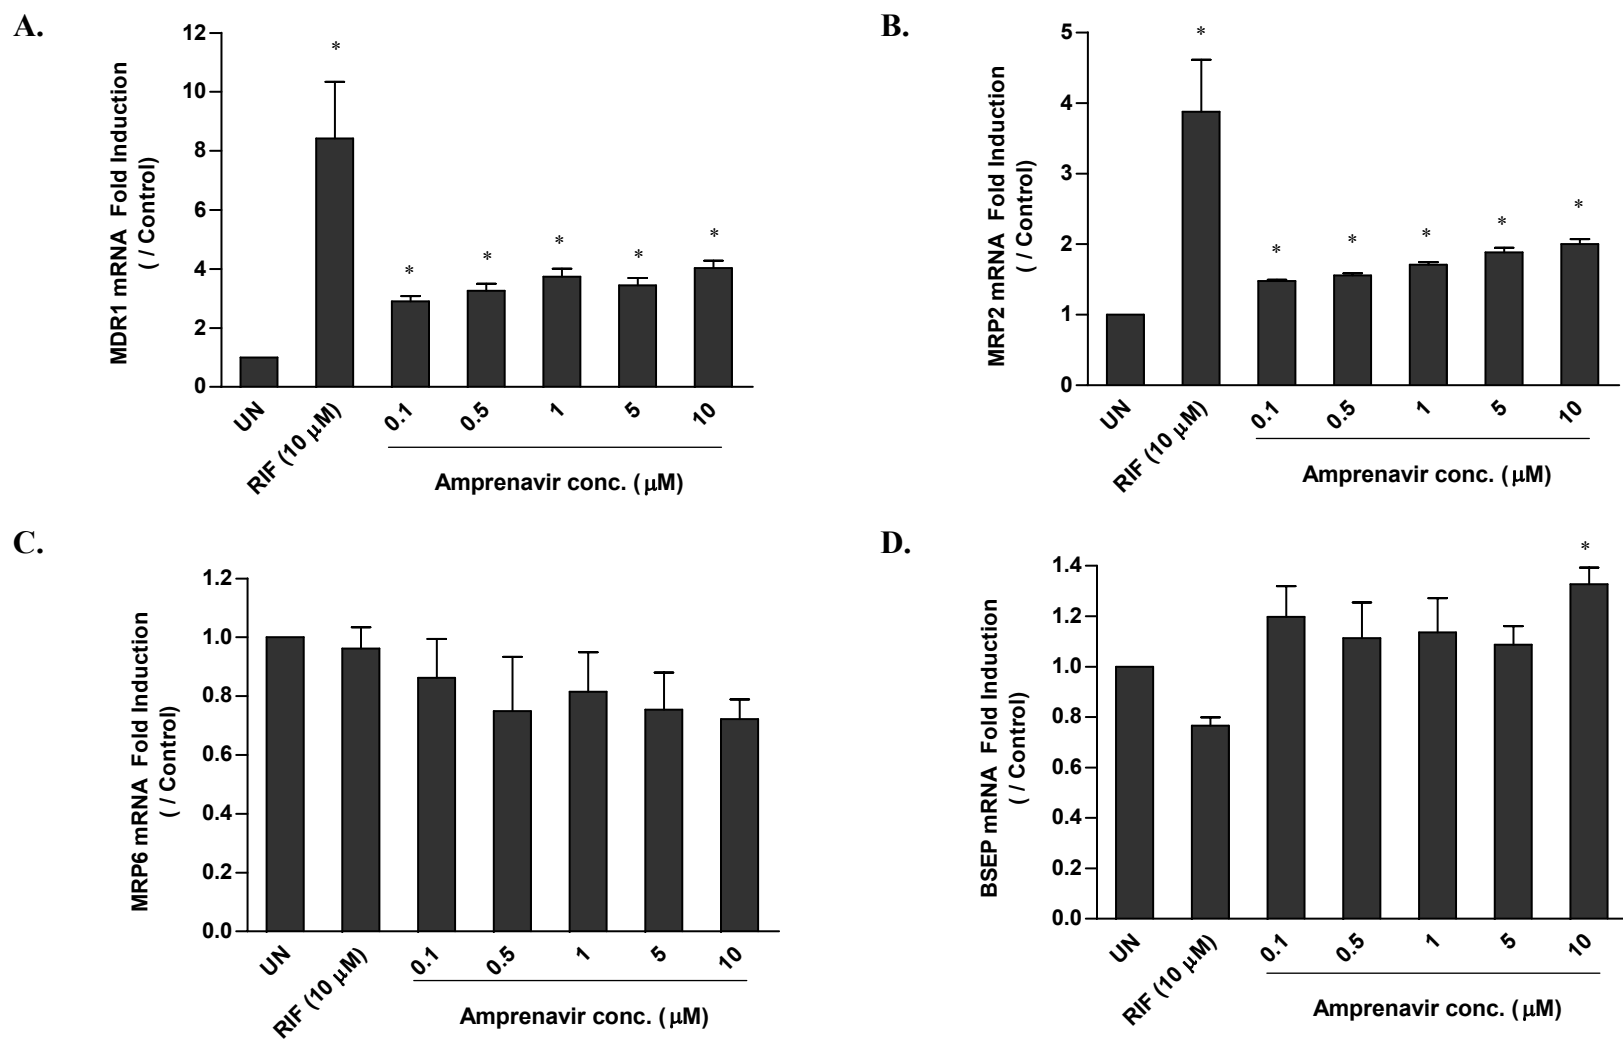 A.
MDR1 mRNA Fold Induction
( / Control)
12
10
8
6
4
2
0
*
*
*
*
*
*
UN
RIF (10 µM)
0.1
0.5
1
5
10
Amprenavir conc. (µM)
B.
MRP2 mRNA Fold Induction
( / Control)
5
4
3
2
1
0
*
*
*
*
*
*
UN
RIF (10 µM)
0.1
0.5
1
5
10
Amprenavir conc. (µM)
C.
MRP6 mRNA Fold Induction
( / Control)
1.2
1.0
0.8
0.6
0.4
0.2
0.0
UN
RIF (10 µM)
0.1
0.5
1
5
10
Amprenavir conc. (µM)
D.
BSEP mRNA Fold Induction
( / Control)
1.4
1.2
1.0
0.8
0.6
0.4
0.2
0.0
*
UN
RIF (10 µM)
0.1
0.5
1
5
10
Amprenavir conc. (µM)